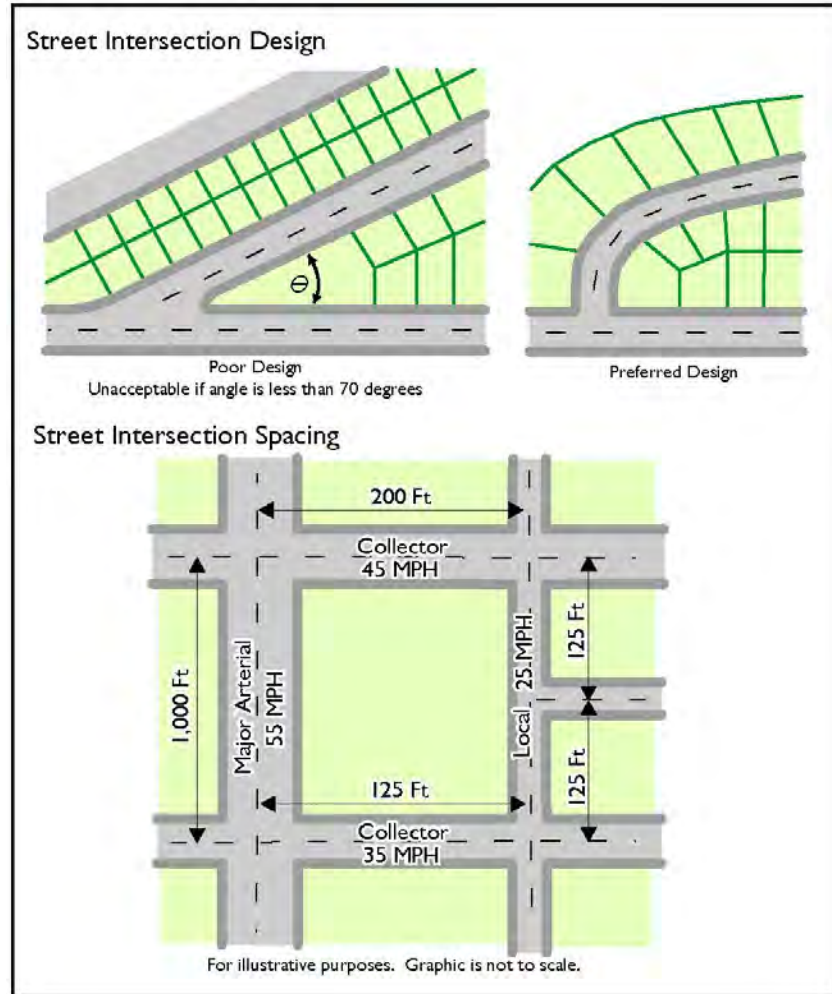 Street Intersection Design
θ
Poor Design
Unacceptable if angle is less than 70 degrees
Preferred Design
Street Intersection Spacing
200 Ft
Collector
45 MPH
1,000 Ft
Major Arterial
55 MPH
Local 25 MPH
125 Ft
125 Ft
125 Ft
Collector
35 MPH
For illustrative purposes. Graphic is not to scale.